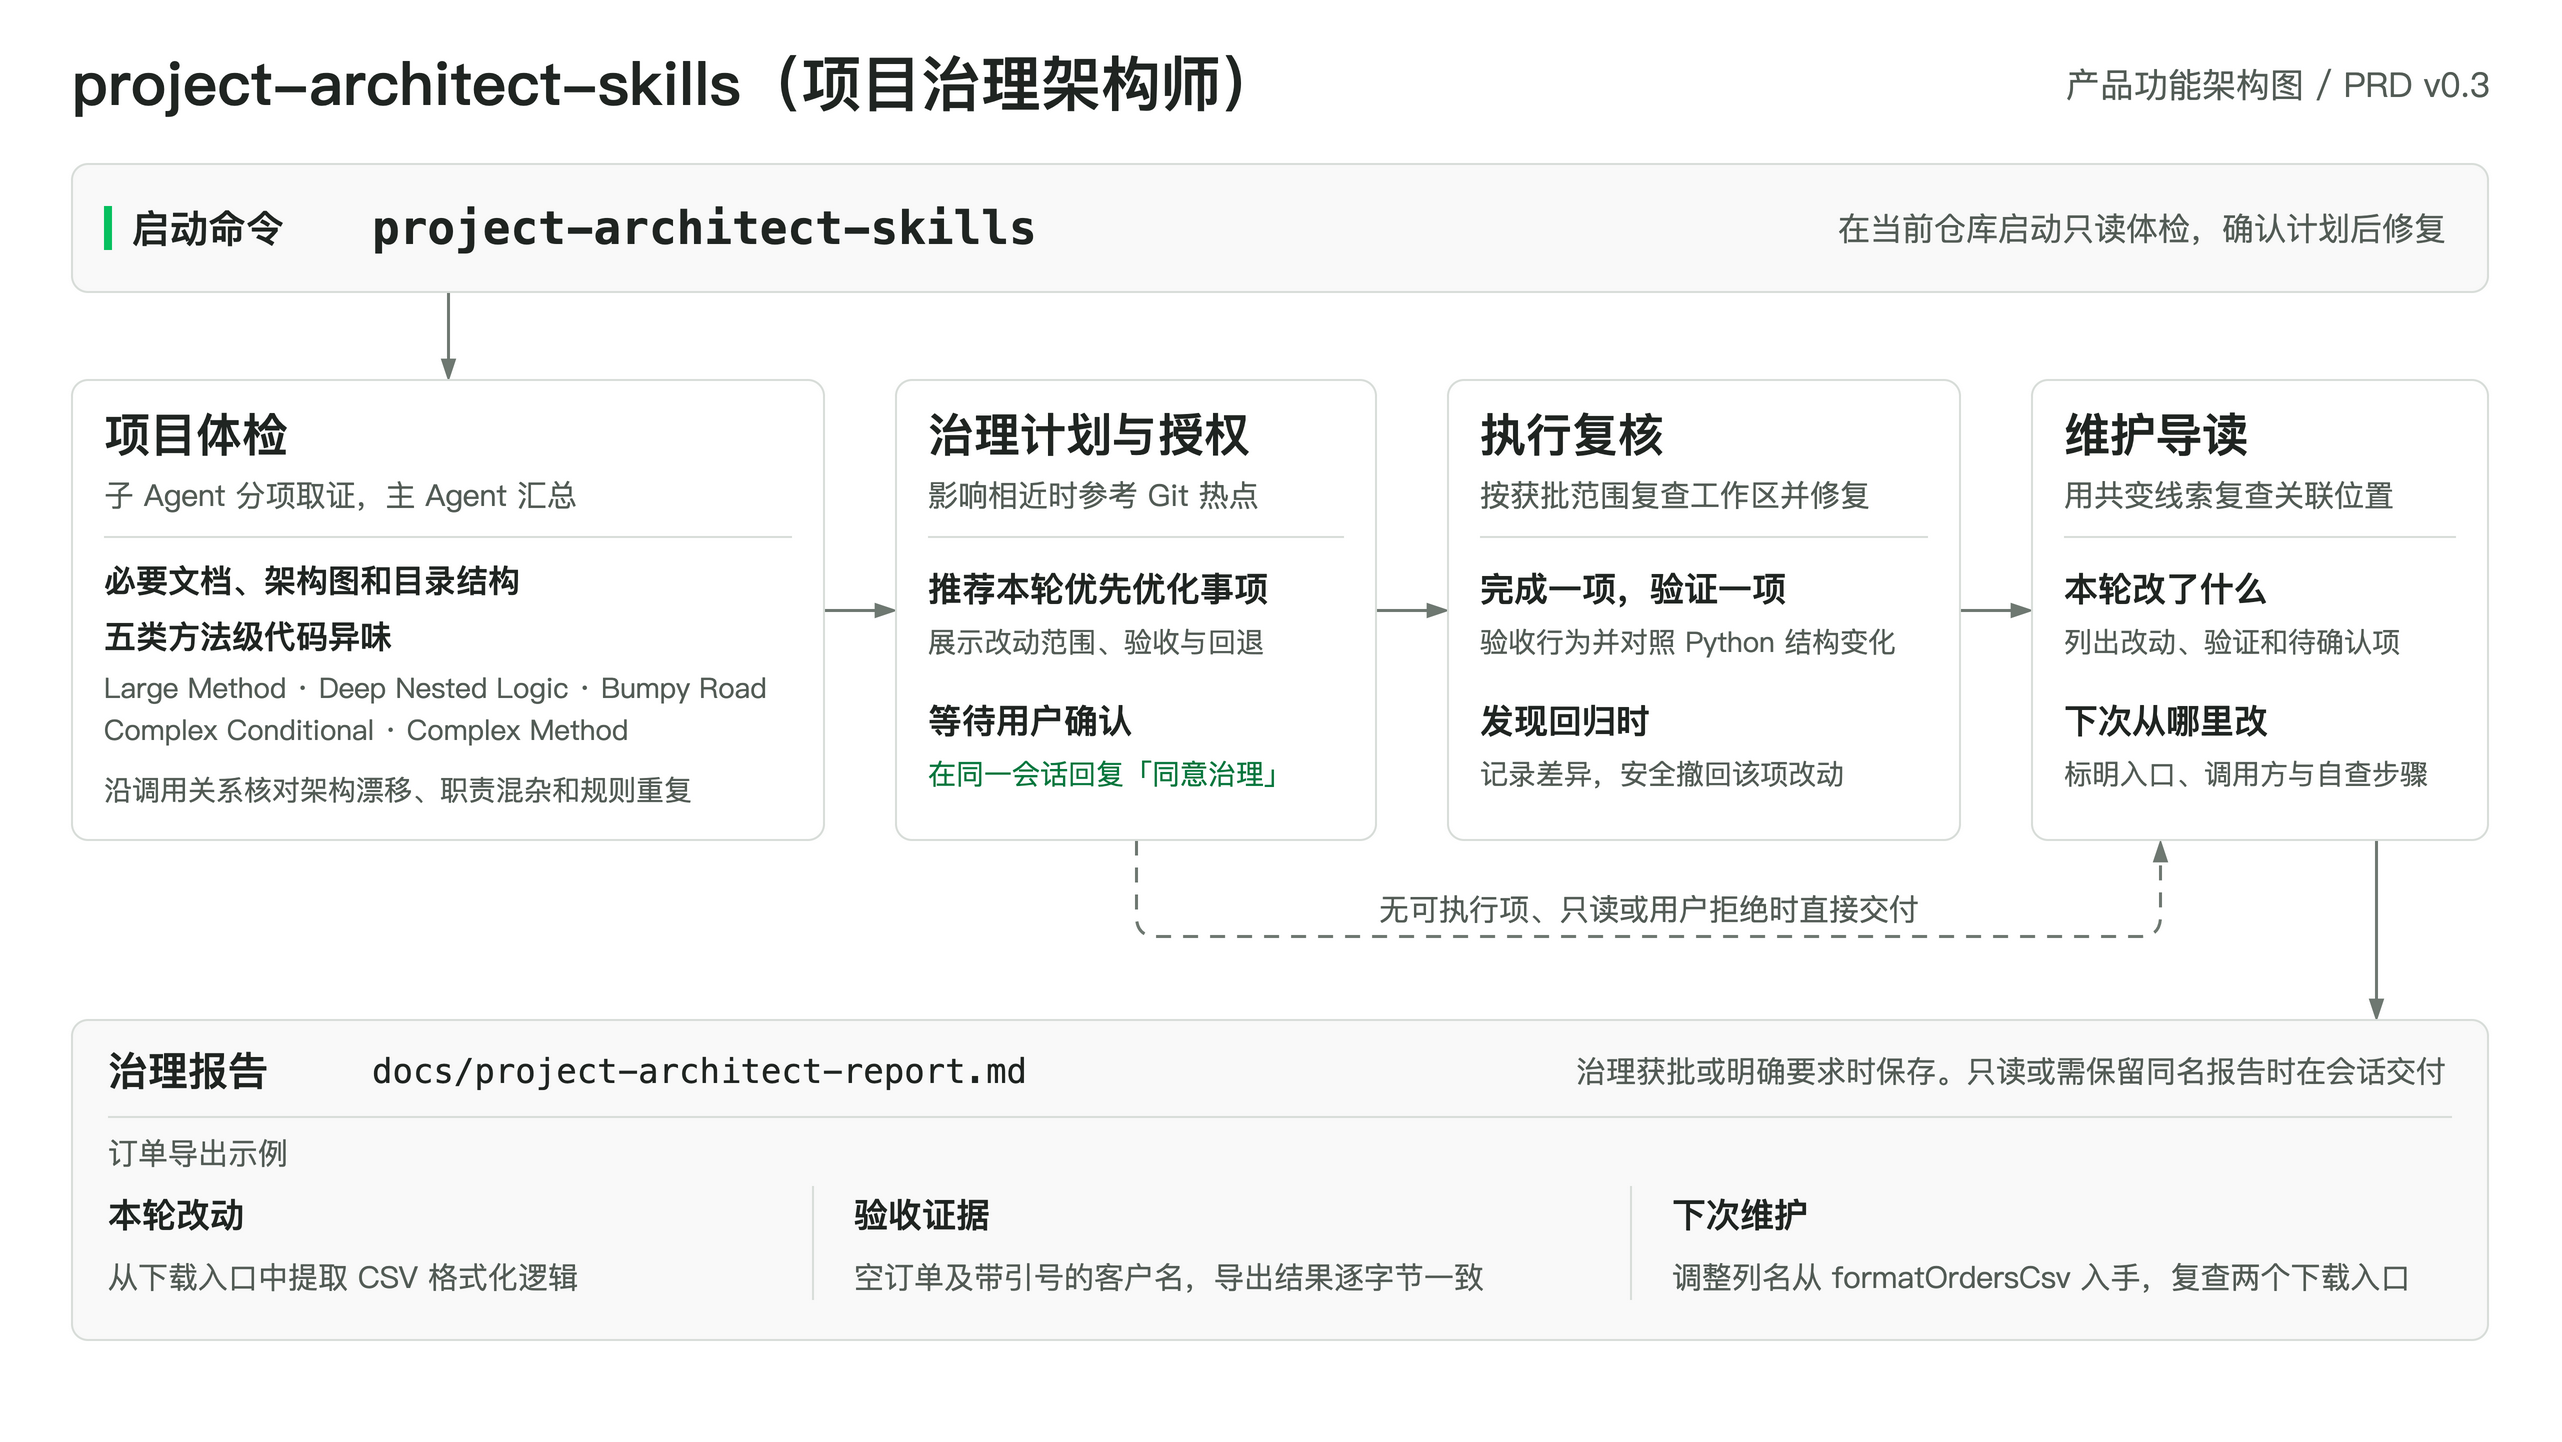 project-architect-skills（项目治理架构师）
产品功能架构图 / PRD v0.3
启动命令
project-architect-skills
在当前仓库启动只读体检，确认计划后修复
项目体检
子 Agent 分项取证，主 Agent 汇总
必要文档、架构图和目录结构
五类方法级代码异味
Large Method · Deep Nested Logic · Bumpy Road
Complex Conditional · Complex Method
沿调用关系核对架构漂移、职责混杂和规则重复
治理计划与授权
影响相近时参考 Git 热点
推荐本轮优先优化事项
展示改动范围、验收与回退
等待用户确认
在同一会话回复「同意治理」
执行复核
按获批范围复查工作区并修复
完成一项，验证一项
验收行为并对照 Python 结构变化
发现回归时
记录差异，安全撤回该项改动
维护导读
用共变线索复查关联位置
本轮改了什么
列出改动、验证和待确认项
下次从哪里改
标明入口、调用方与自查步骤
无可执行项、只读或用户拒绝时直接交付
治理报告
docs/project-architect-report.md
治理获批或明确要求时保存。只读或需保留同名报告时在会话交付
订单导出示例
本轮改动
从下载入口中提取 CSV 格式化逻辑
验收证据
空订单及带引号的客户名，导出结果逐字节一致
下次维护
调整列名从 formatOrdersCsv 入手，复查两个下载入口